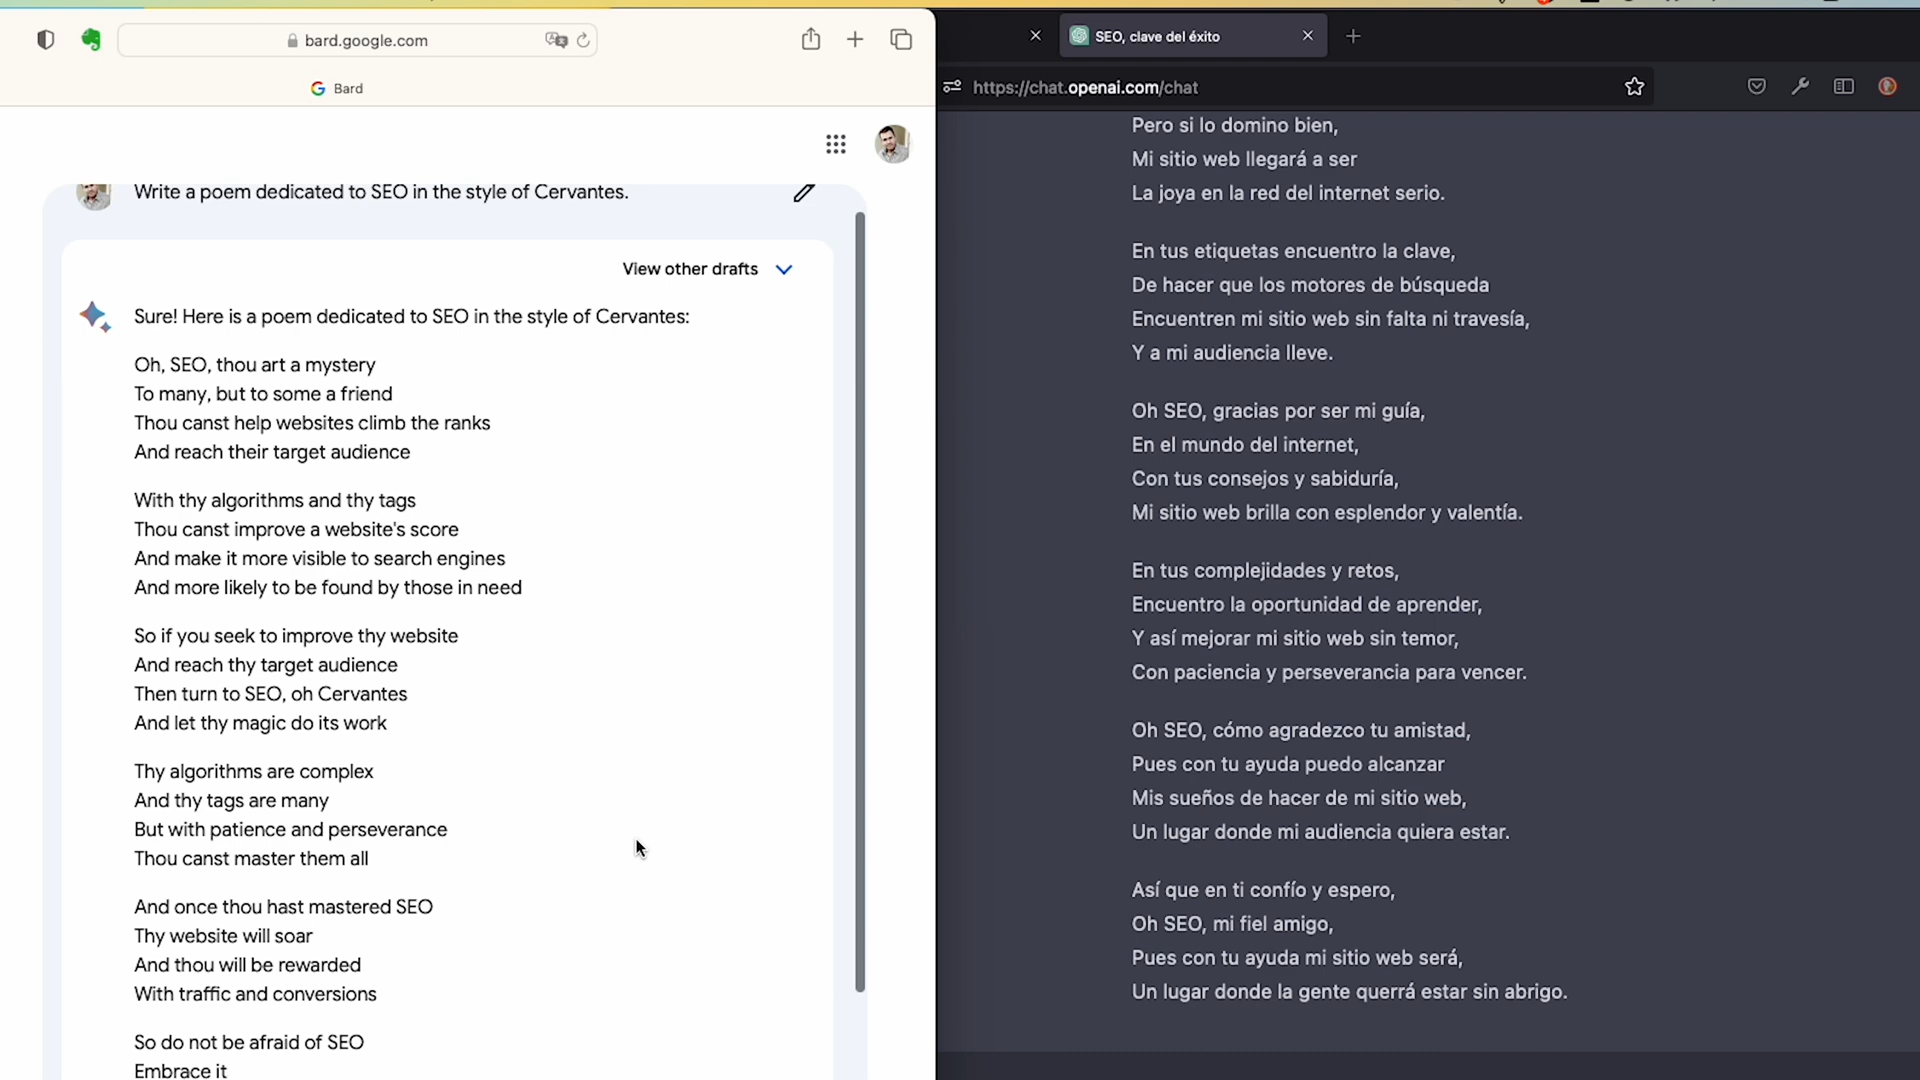 bard.google.com
Bard
Write a poem dedicated to SEO in the style of Cervantes.
View other drafts
Sure! Here is a poem dedicated to SEO in the style of Cervantes:
Oh, SEO, thou art a mystery
To many, but to some a friend
Thou canst help websites climb the ranks
And reach their target audience
With thy algorithms and thy tags
Thou canst improve a website's score
And make it more visible to search engines
And more likely to be found by those in need
So if you seek to improve thy website
And reach thy target audience
Then turn to SEO, oh Cervantes
And let thy magic do its work
Thy algorithms are complex
And thy tags are many
But with patience and perseverance
Thou canst master them all
And once thou hast mastered SEO
Thy website will soar
And thou will be rewarded
With traffic and conversions
So do not be afraid of SEO
Embrace it
SEO, clave del éxito
https://chat.openai.com/chat
Pero si lo domino bien,
Mi sitio web llegará a ser
La joya en la red del internet serio.
En tus etiquetas encuentro la clave,
De hacer que los motores de búsqueda
Encuentren mi sitio web sin falta ni travesía,
Y a mi audiencia lleve.
Oh SEO, gracias por ser mi guía,
En el mundo del internet,
Con tus consejos y sabiduría,
Mi sitio web brilla con esplendor y valentía.
En tus complejidades y retos,
Encuentro la oportunidad de aprender,
Y así mejorar mi sitio web sin temor,
Con paciencia y perseverancia para vencer.
Oh SEO, cómo agradezco tu amistad,
Pues con tu ayuda puedo alcanzar
Mis sueños de hacer de mi sitio web,
Un lugar donde mi audiencia quiera estar.
Así que en ti confío y espero,
Oh SEO, mi fiel amigo,
Pues con tu ayuda mi sitio web será,
Un lugar donde la gente querrá estar sin abrigo.